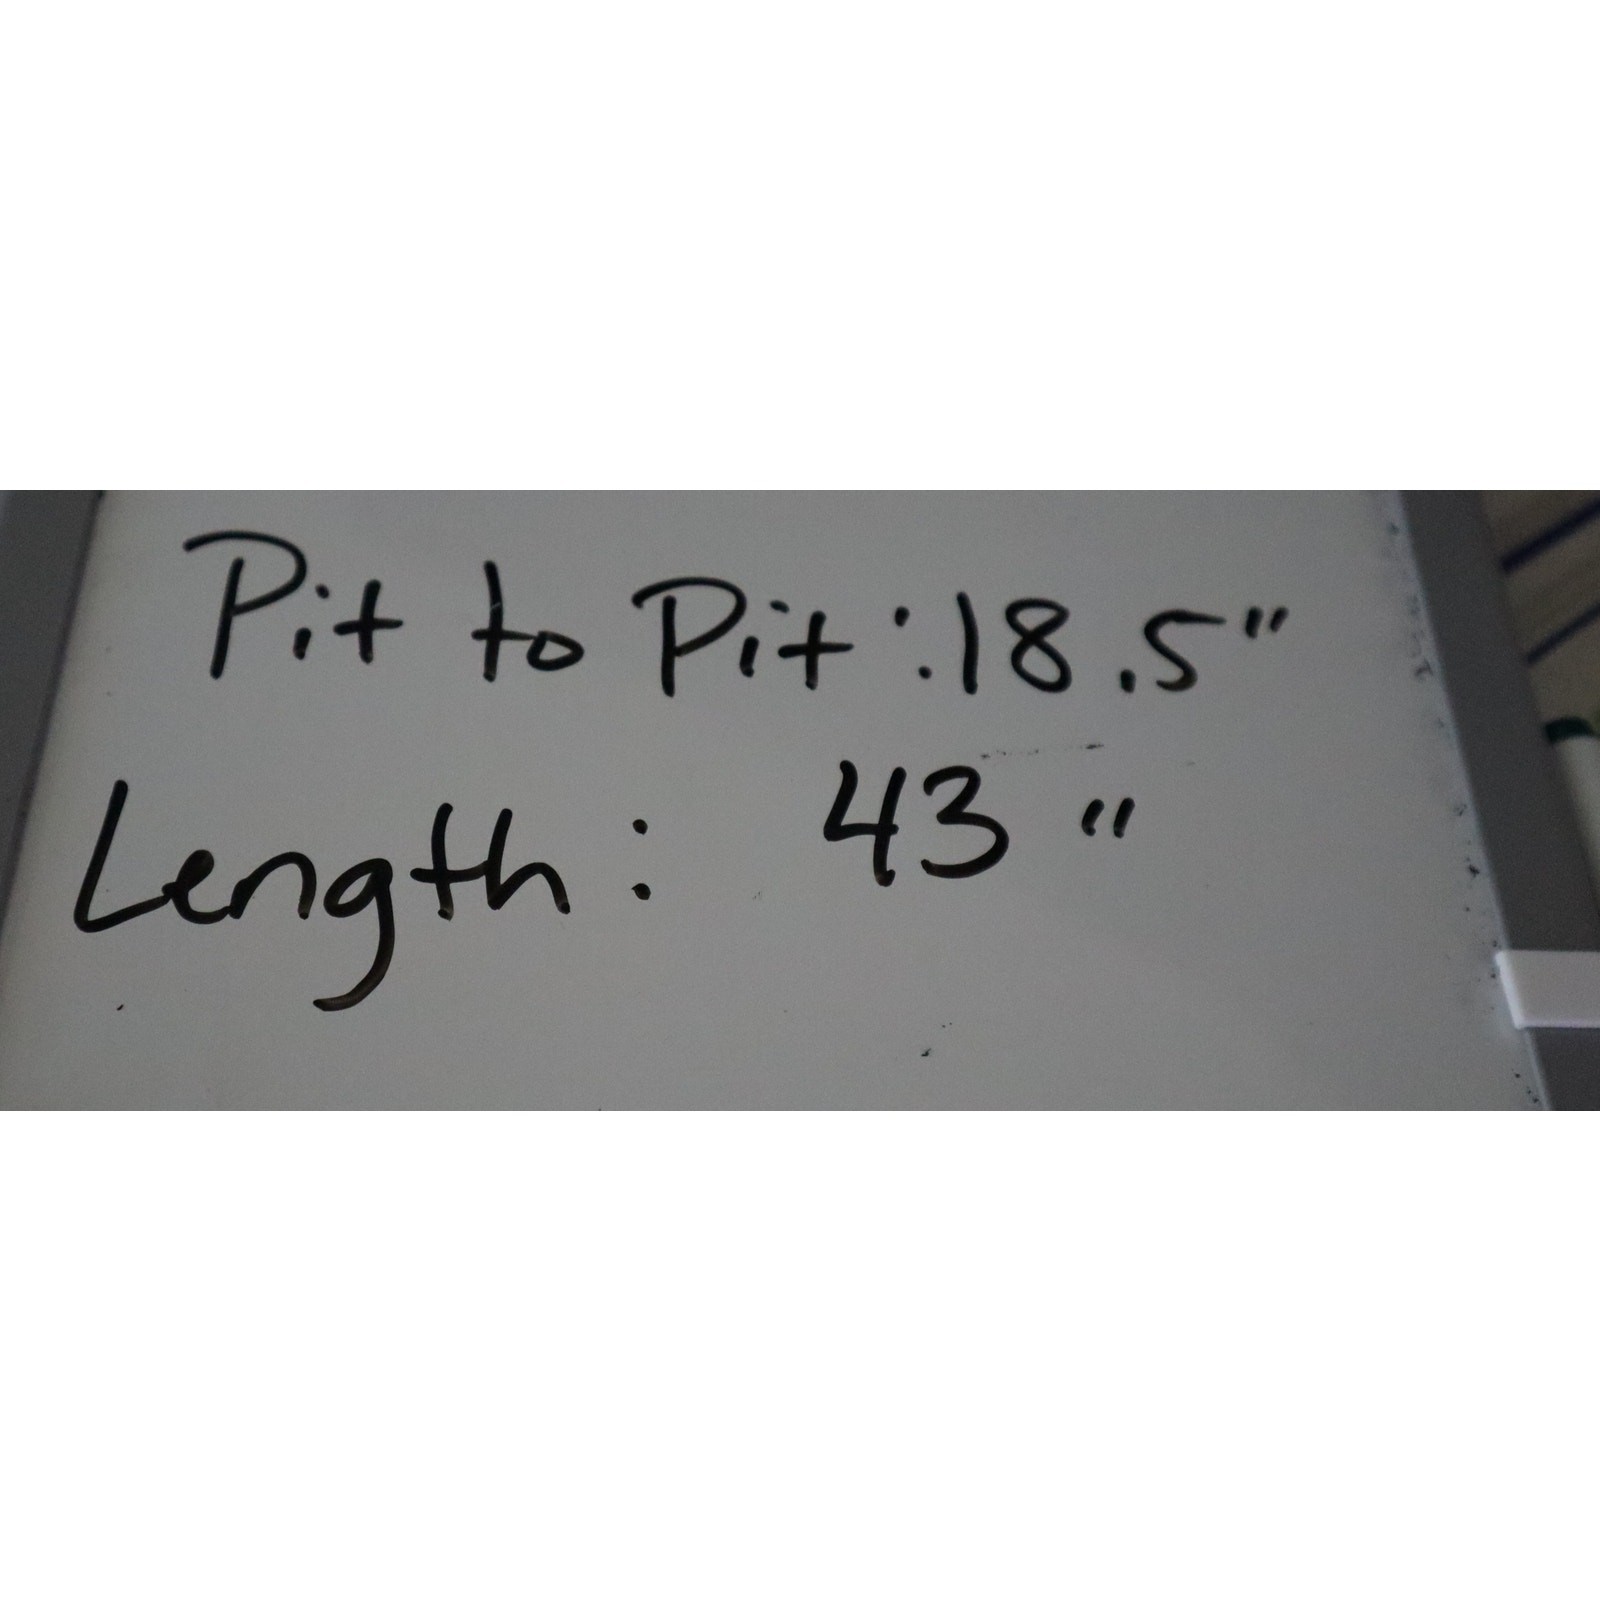 Pit to Pit: 18.5"
Length: 43"